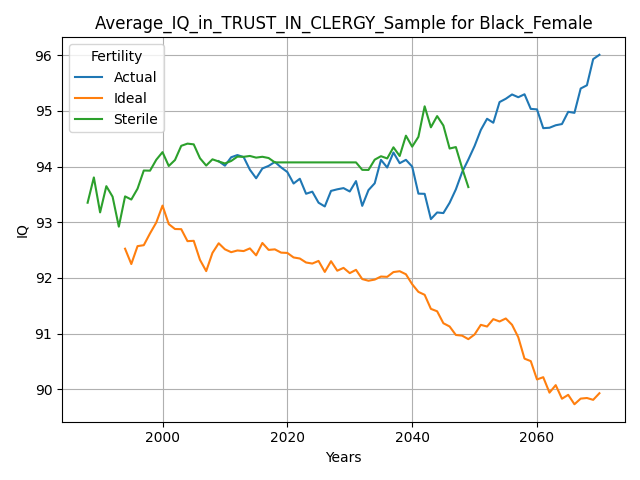 Average_IQ_in_TRUST_IN_CLERGY_Sample for Black_Female
96
95
94
93
92
91
90
IQ
Fertility
Actual
Ideal
Sterile
2000 2020 2040 2060
Years